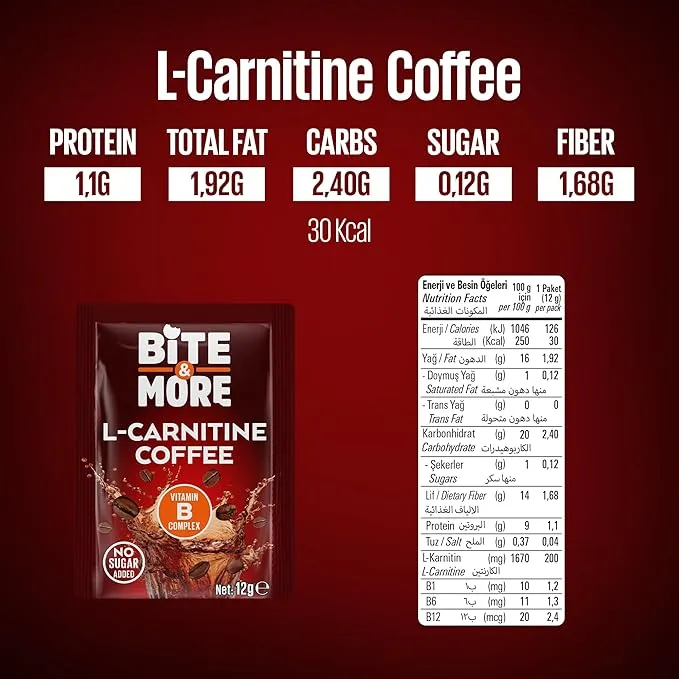 L-Carnitine Coffee
PROTEIN TOTAL FAT CARBS SUGAR FIBER
1,1G 1,92G 2,40G 0,12G 1,68G
30 Kcal
BiTE
&
MORE
L-CARNITINE
COFFEE
VITAMIN
B
COMPLEX
NO
SUGAR
ADDED
Net: 12g ℮
Enerji ve Besin Öğeleri 100 g 1 Paket
Nutrition Facts için (12 g)
المكونات الغذائية per 100 g per pack
Enerji / Calories (kJ) 1046 126
الطاقة (Kcal) 250 30
Yağ / Fat الدهون (g) 16 1,92
- Doymuş Yağ (g) 1 0,12
Saturated Fat منها دهون مشبعة
- Trans Yağ (g) 0 0
Trans Fat منها دهون متحولة
Karbonhidrat (g) 20 2,40
Carbohydrate الكاربوهيدرات
- Şekerler (g) 1 0,12
Sugars منها سكر
Lif / Dietary Fiber (g) 14 1,68
الالياف الغذائية
Protein البروتين (g) 9 1,1
Tuz / Salt الملح (g) 0,37 0,04
L-Karnitin (mg) 1670 200
L-Carnitine الكارنتين
B1 ب١ (mg) 10 1,2
B6 ب٦ (mg) 11 1,3
B12 ب١٢ (mcg) 20 2,4